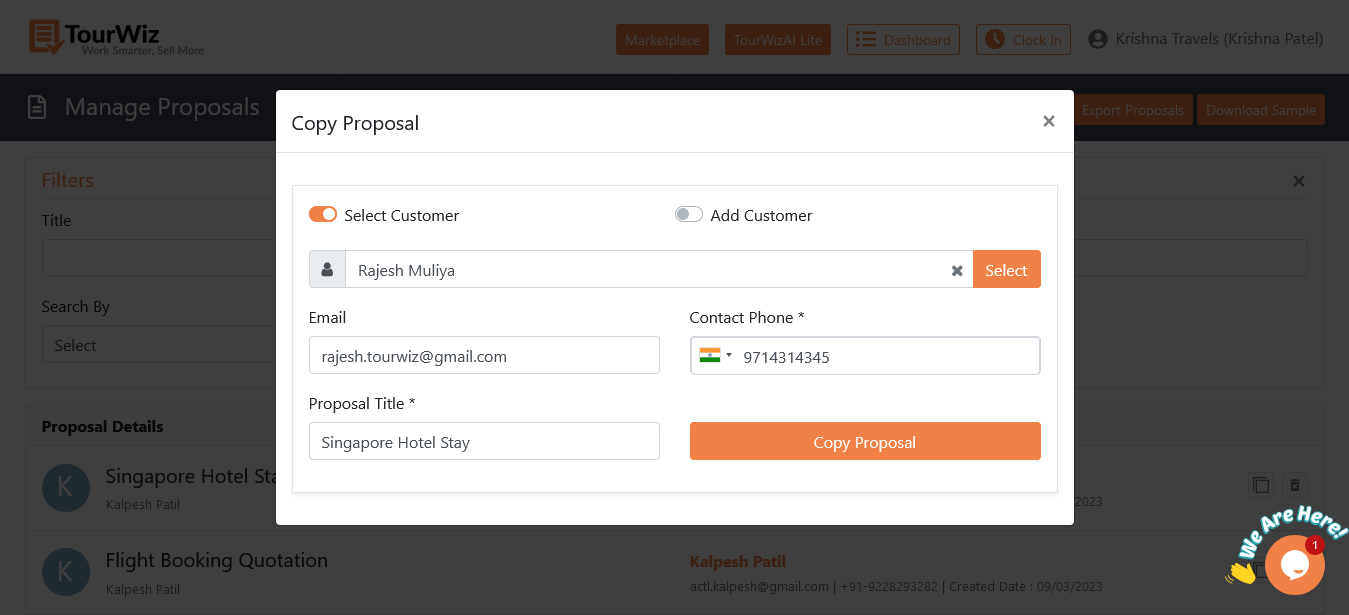 TourWiz
Work Smarter, Sell More
Marketplace
TourWizAI Lite
Dashboard
Clock In
Krishna Travels (Krishna Patel)
Manage Proposals
Export Proposals
Download Sample
Copy Proposal
×
Filters
Title
Search By
Select
Select Customer
Add Customer
Rajesh Muliya
Select
Email
Contact Phone *
rajesh.tourwiz@gmail.com
9714314345
Proposal Title *
Singapore Hotel Stay
Copy Proposal
Proposal Details
K
Singapore Hotel Sta
Kalpesh Patil
/03/2023
We Are Here!
1
K
Flight Booking Quotation
Kalpesh Patil
Kalpesh Patil
actl.kalpesh@gmail.com | +91-9228293282 | Created Date : 09/03/2023